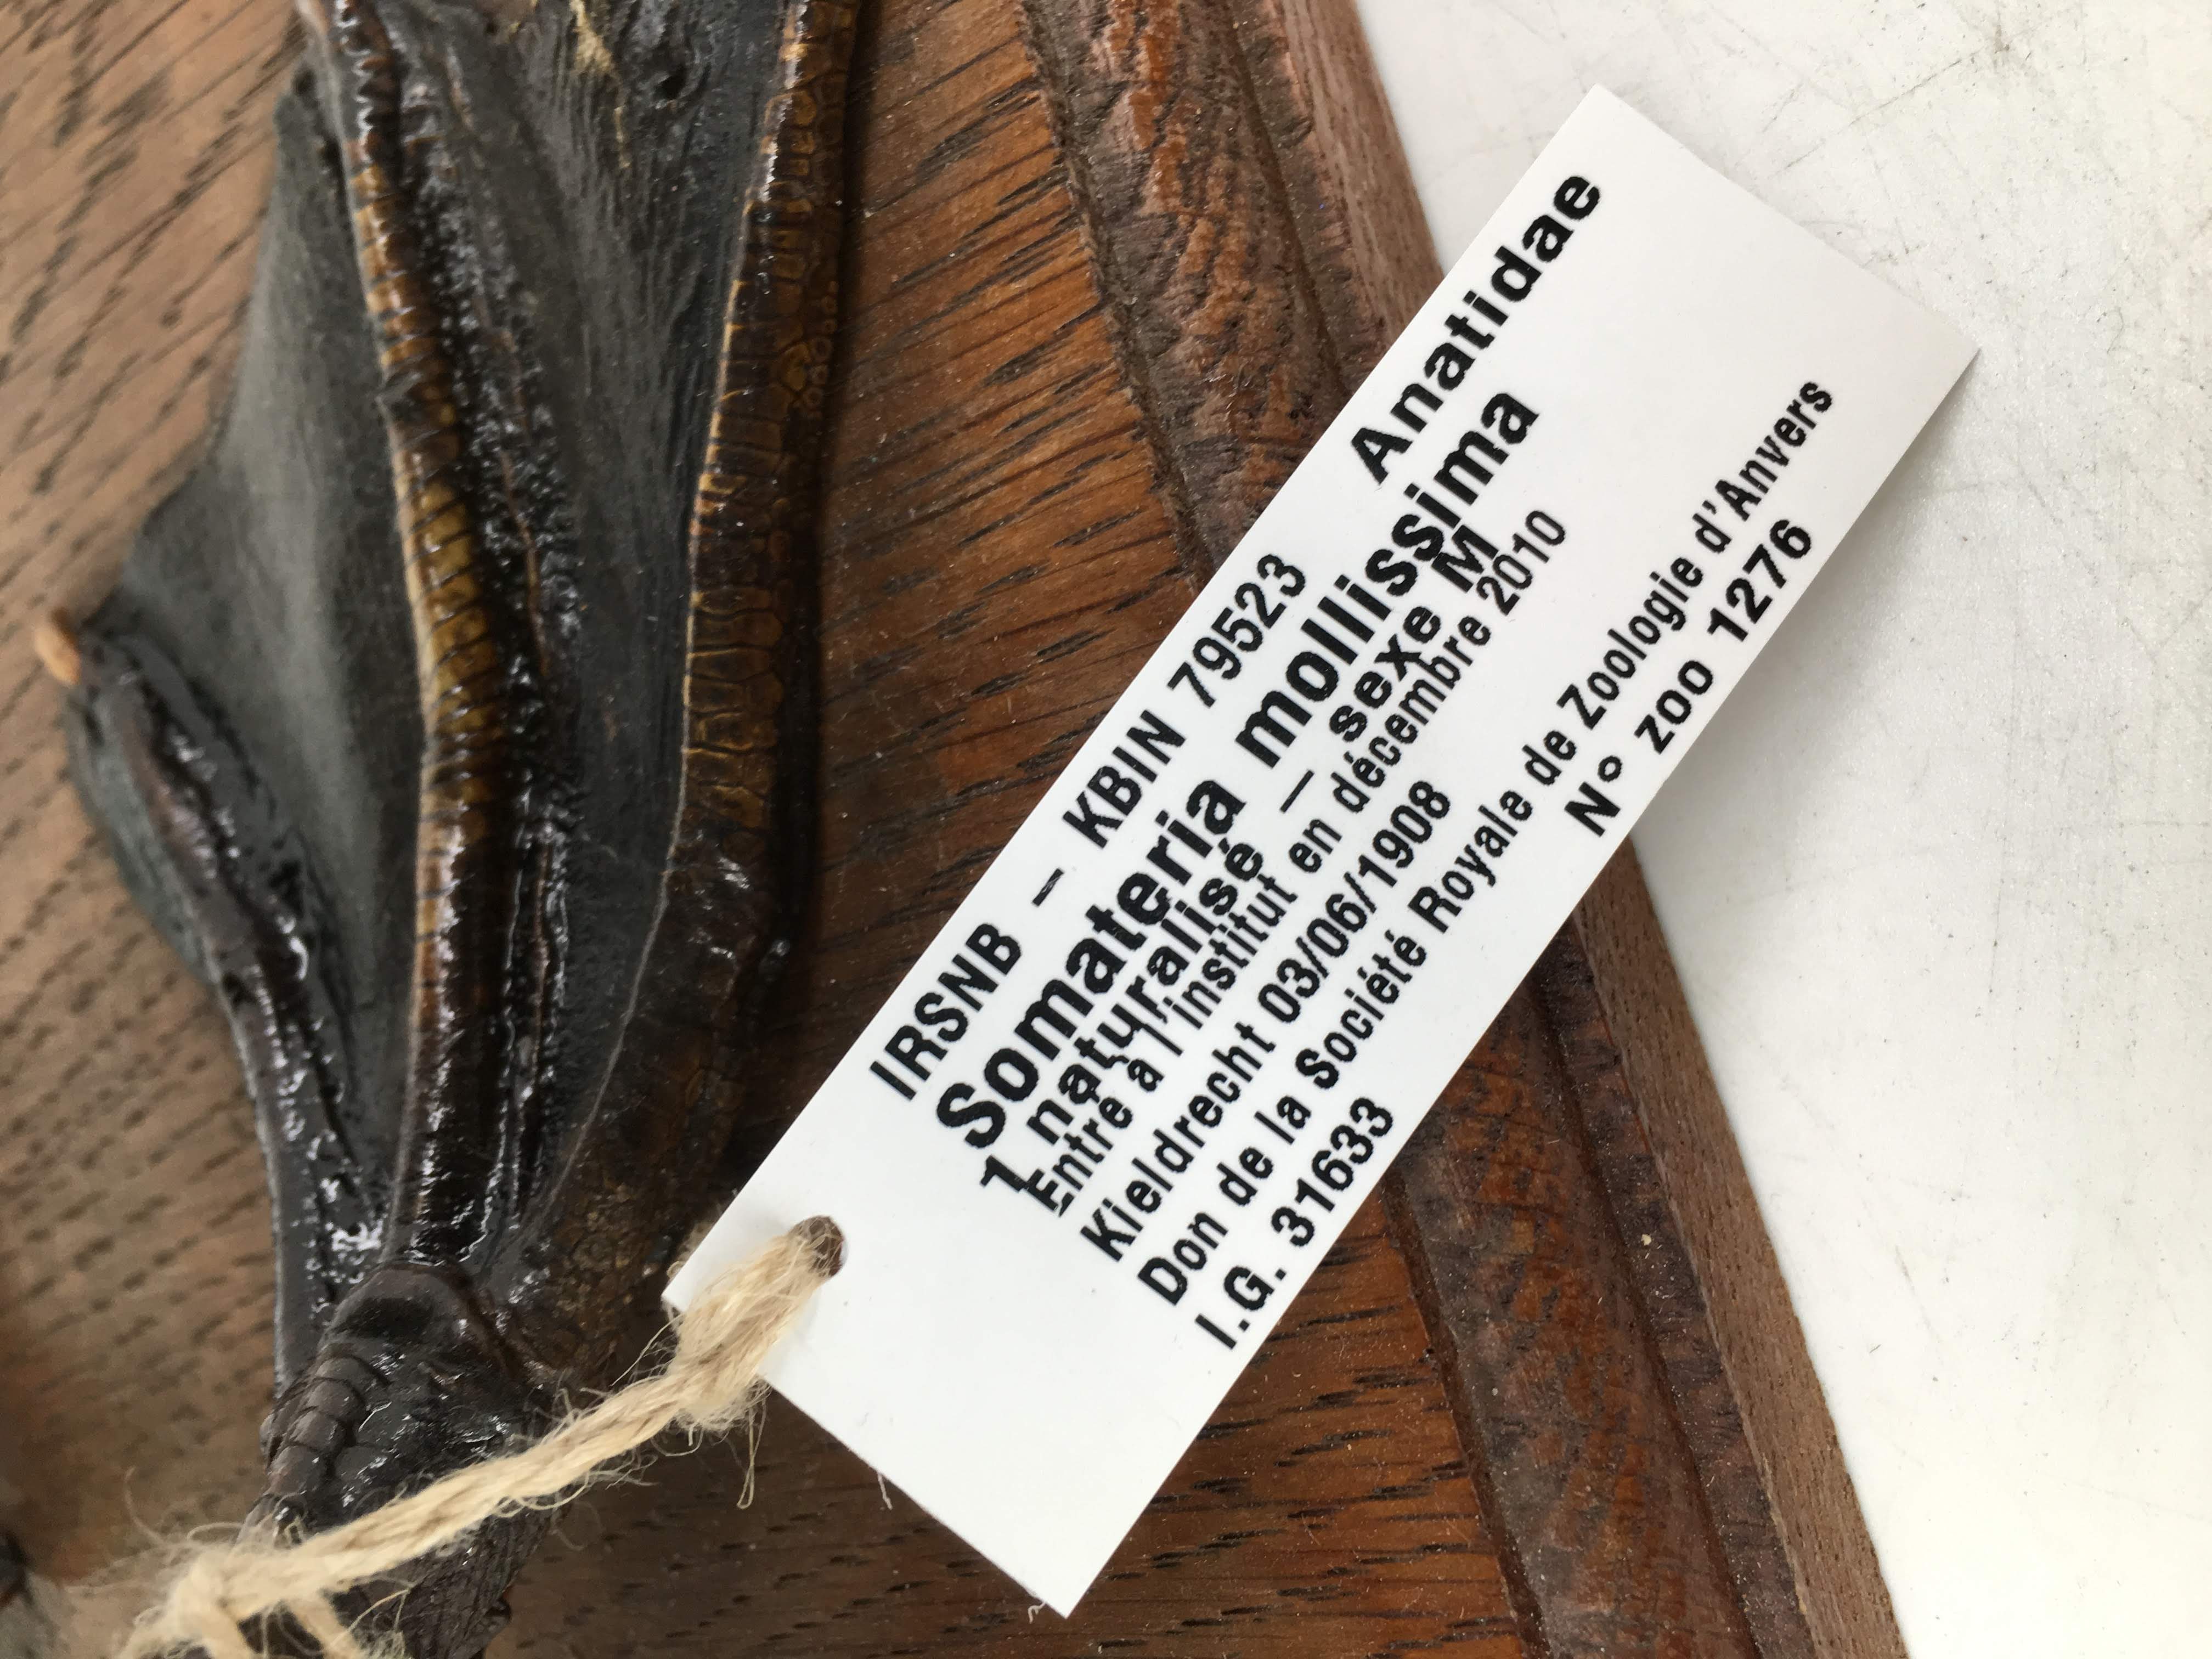 IRSNB - KBIN 79523 Anatidae
Somateria mollissima
1 naturalisé - sexe M
Entré à l'institut en décembre 2010
Kieldrecht 03/06/1908
Don de la Société Royale de Zoologie d'Anvers
I.G. 31633 N° zoo 1276